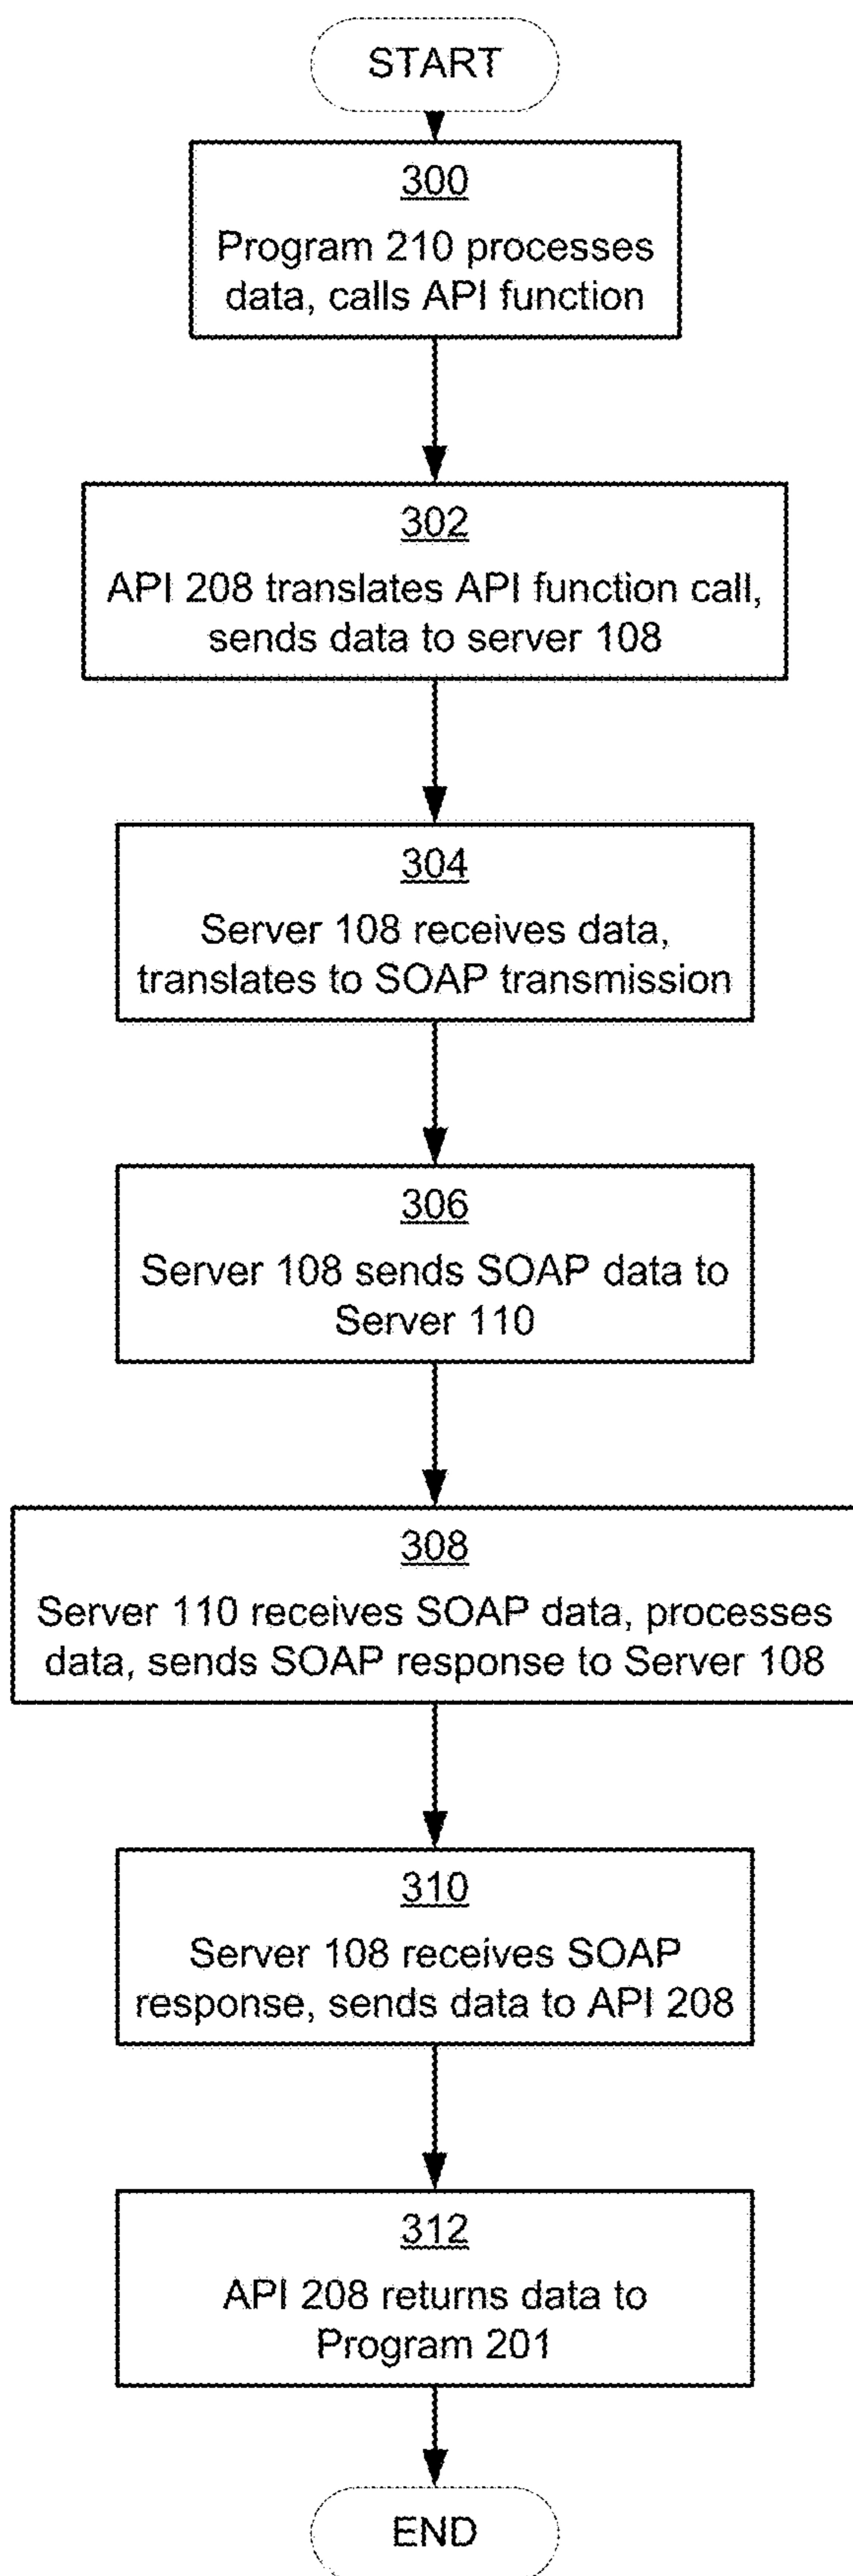 START
300
Program 210 processes
data, calls API function
302
API 208 translates API function call,
sends data to server 108
304
Server 108 receives data,
translates to SOAP transmission
306
Server 108 sends SOAP data to
Server 110
308
Server 110 receives SOAP data, processes
data, sends SOAP response to Server 108
310
Server 108 receives SOAP
response, sends data to API 208
312
API 208 returns data to
Program 201
END